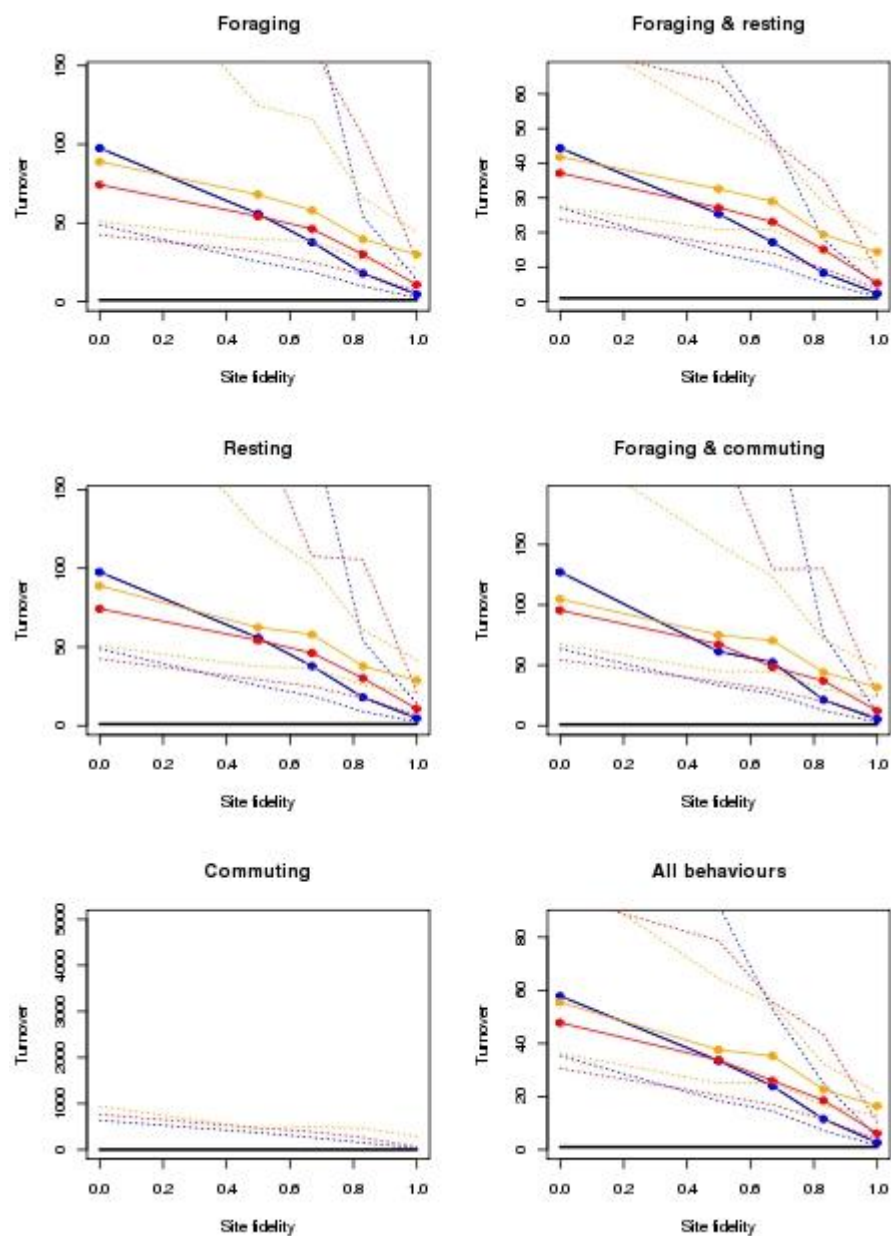 Foraging
150
100
50
0
Turnover
0.0 0.2 0.4 0.6 0.8 1.0
Site fidelity
Foraging & resting
60
50
40
30
20
10
0
Turnover
0.0 0.2 0.4 0.6 0.8 1.0
Site fidelity
Resting
150
100
50
0
Turnover
0.0 0.2 0.4 0.6 0.8 1.0
Site fidelity
Foraging & commuting
150
100
50
0
Turnover
0.0 0.2 0.4 0.6 0.8 1.0
Site fidelity
Commuting
5000
4000
3000
2000
1000
0
Turnover
0.0 0.2 0.4 0.6 0.8 1.0
Site fidelity
All behaviours
80
60
40
20
0
Turnover
0.0 0.2 0.4 0.6 0.8 1.0
Site fidelity